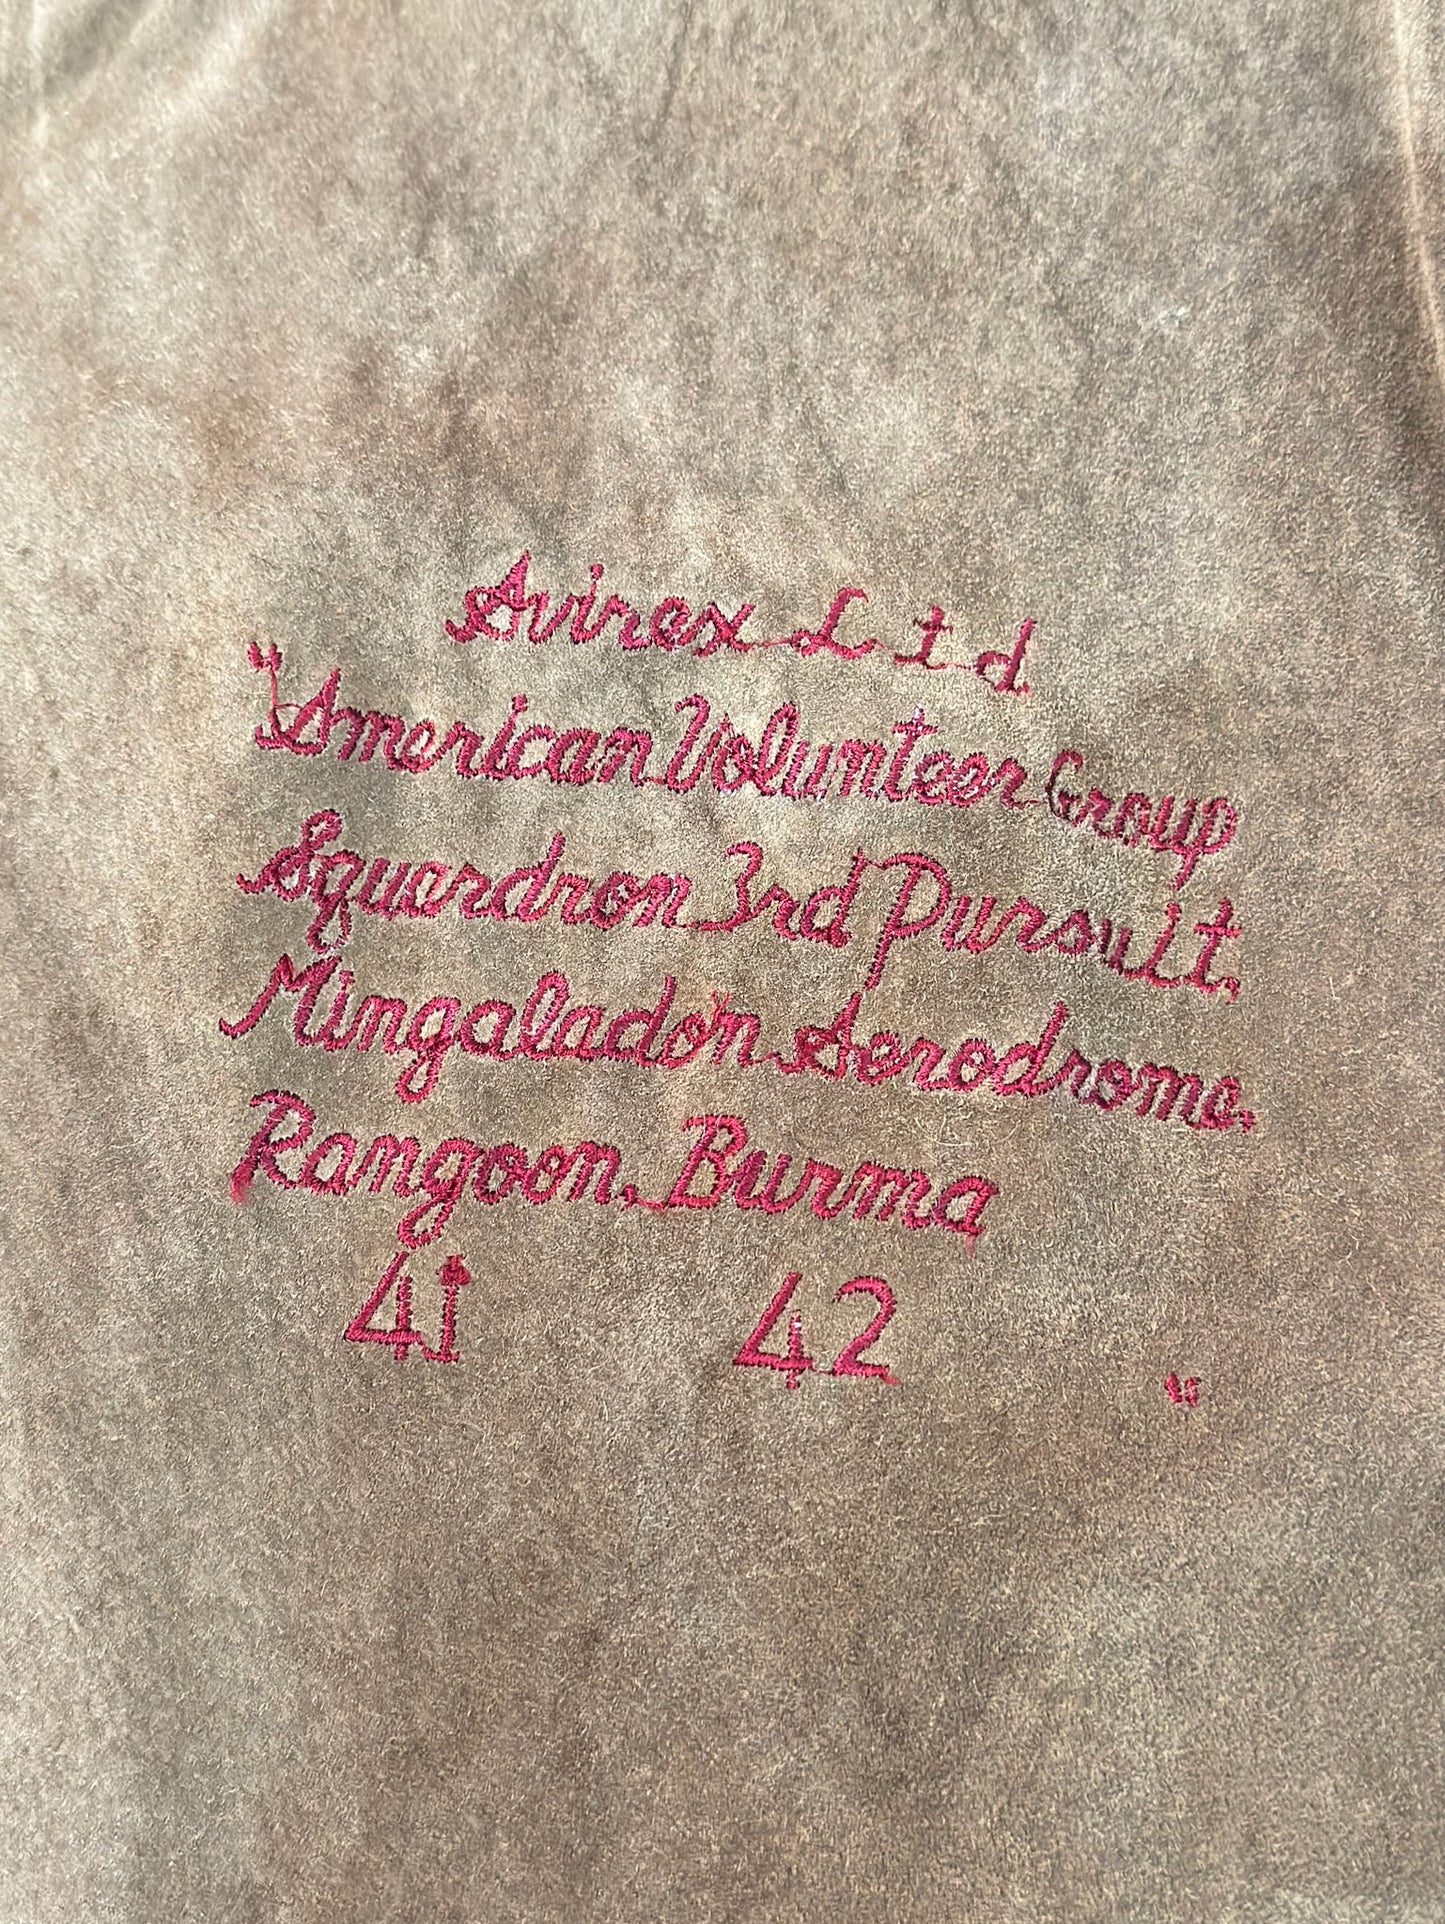 Avirex Ltd
"American Volunteer Group
Squardron 3rd Pursuit,
Mingaladon Aerodrome,
Rangoon, Burma
41 42 "